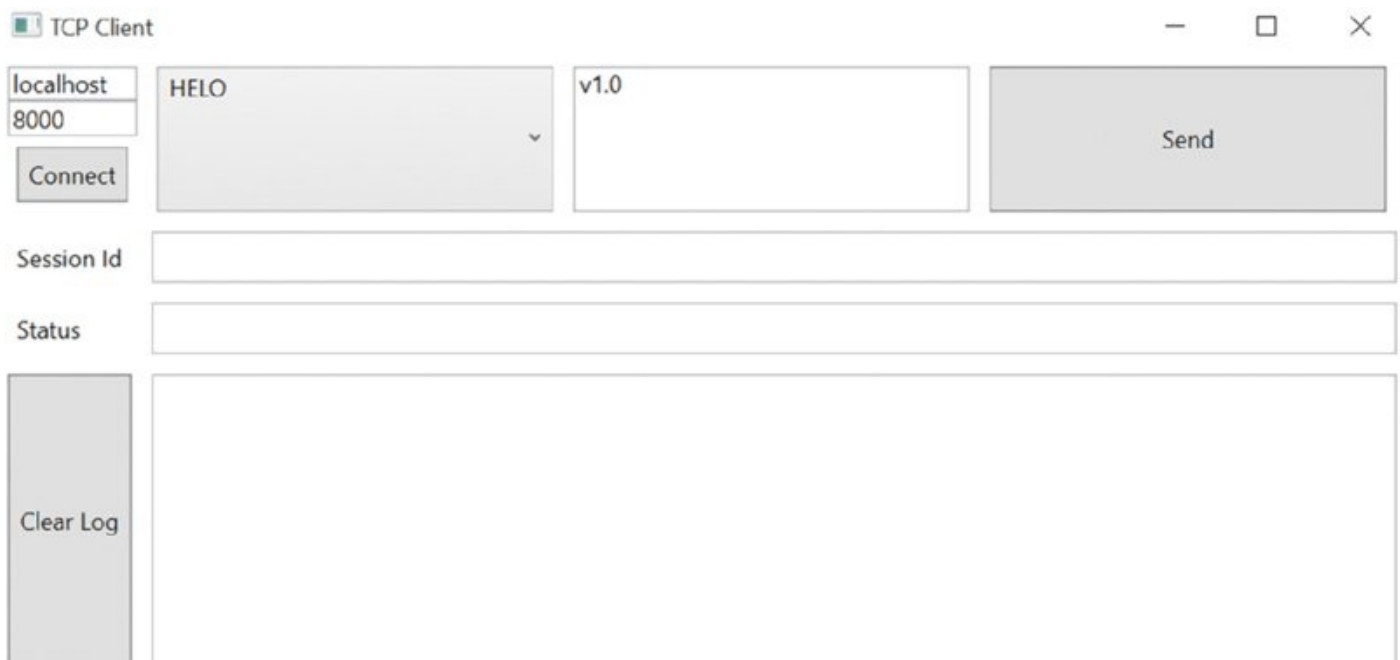 TCP Client
localhost
8000
Connect
HELO
v1.0
Send
Session Id
Status
Clear Log